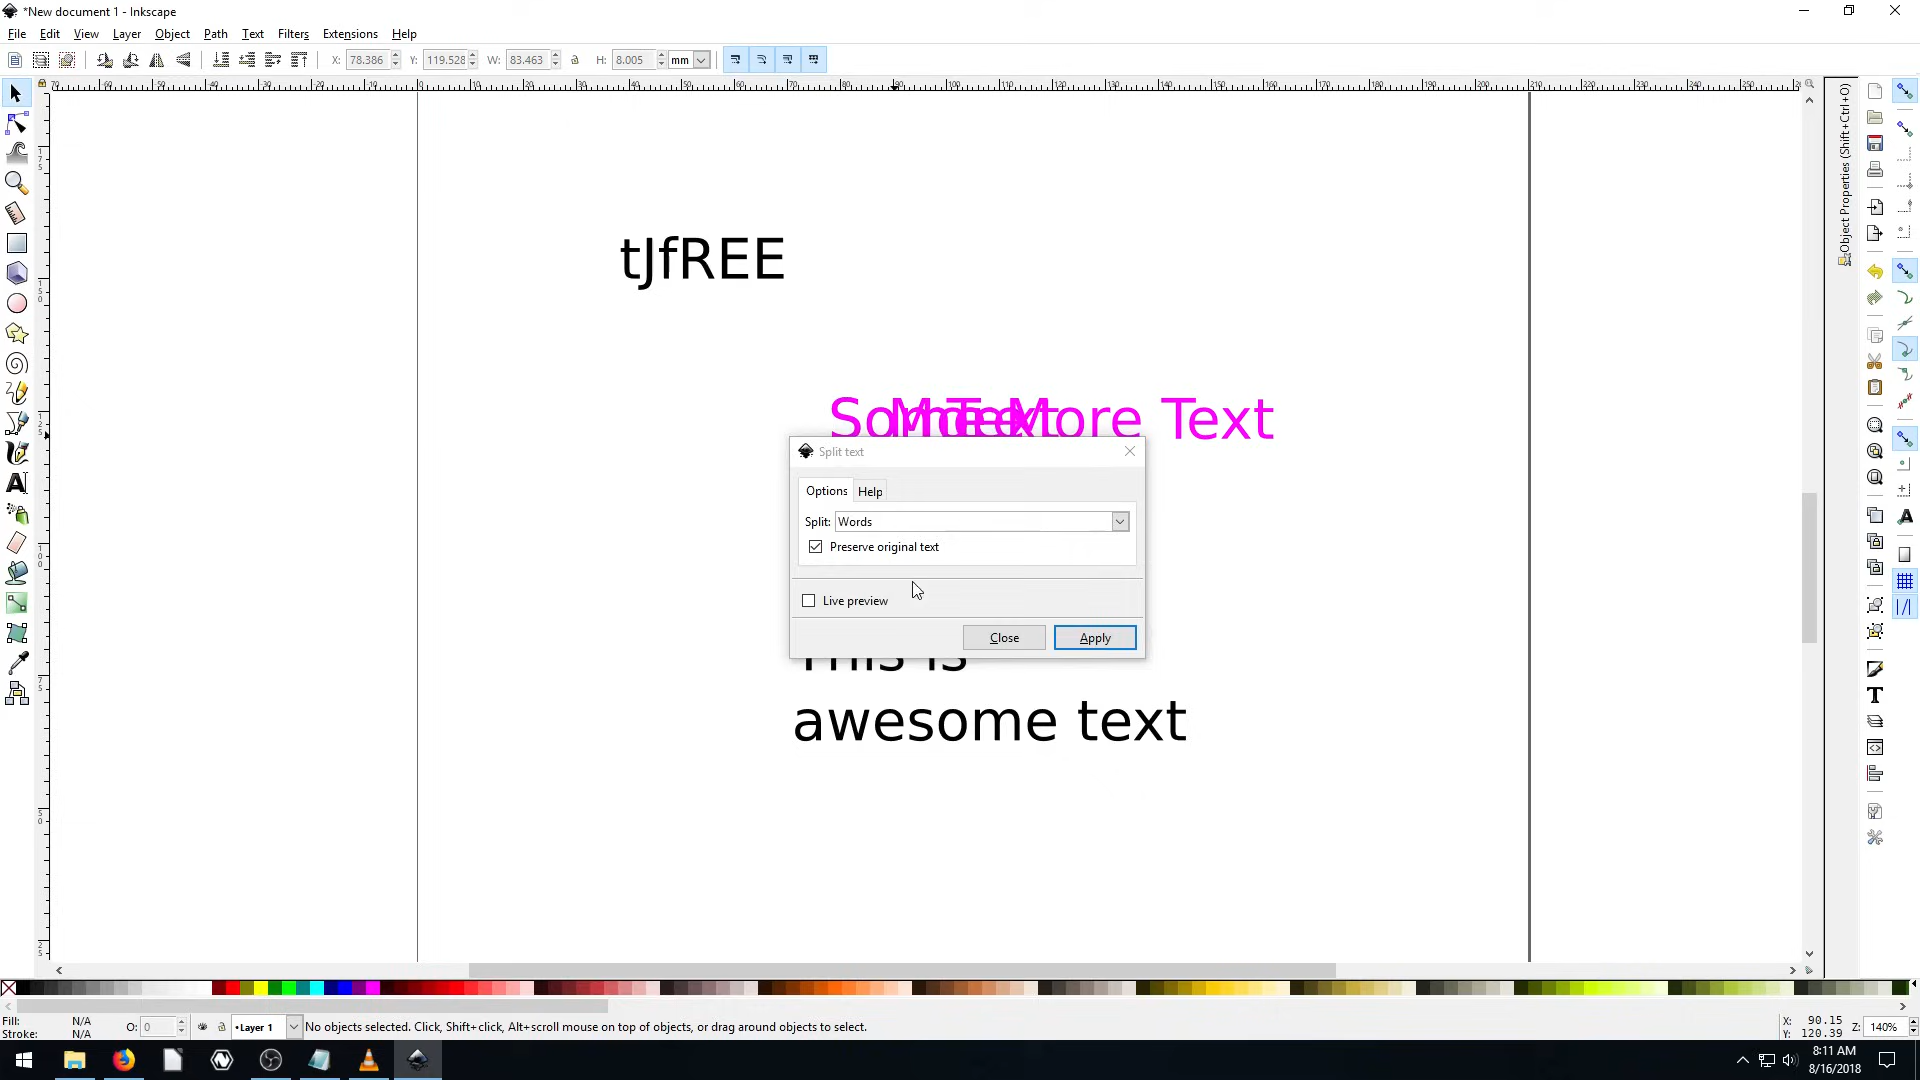 *New document 1 - Inkscape
File Edit View Layer Object Path Text Filters Extensions Help
X: 78.386 Y: 119.528 W: 83.463 H: 8.005 mm
Object Properties (Shift+Ctrl+O)
tJfREE
Some Text More Text
Split text
Options Help
Split: Words
Preserve original text
Live preview
Close Apply
This is
awesome text
Fill: N/A
Stroke: N/A
O: 0
•Layer 1
No objects selected. Click, Shift+click, Alt+scroll mouse on top of objects, or drag around objects to select.
X: 90.15
Y: 120.39
Z: 140%
8:11 AM
8/16/2018